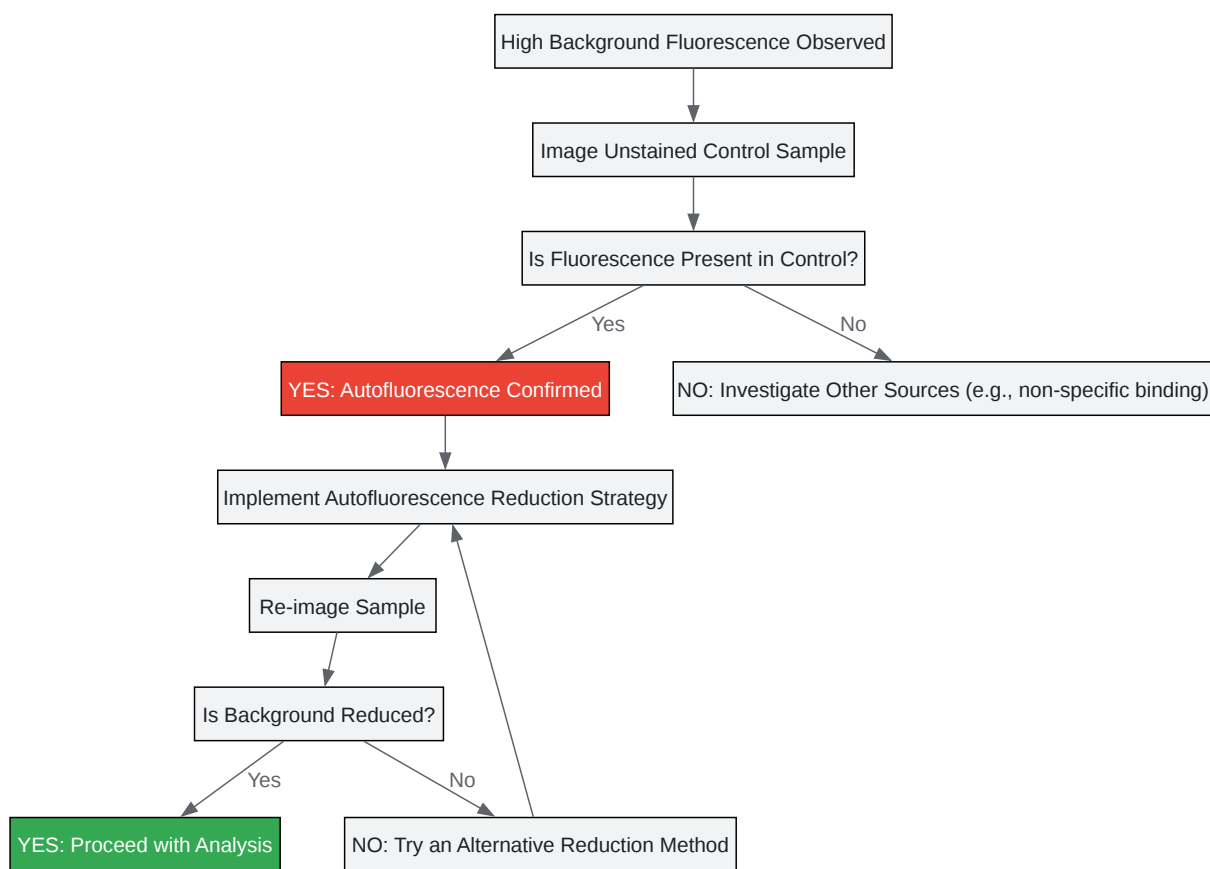 High Background Fluorescence Observed
Image Unstained Control Sample
Is Fluorescence Present in Control?
Yes
No
YES: Autofluorescence Confirmed
NO: Investigate Other Sources (e.g., non-specific binding)
Implement Autofluorescence Reduction Strategy
Re-image Sample
Is Background Reduced?
Yes
No
YES: Proceed with Analysis
NO: Try an Alternative Reduction Method